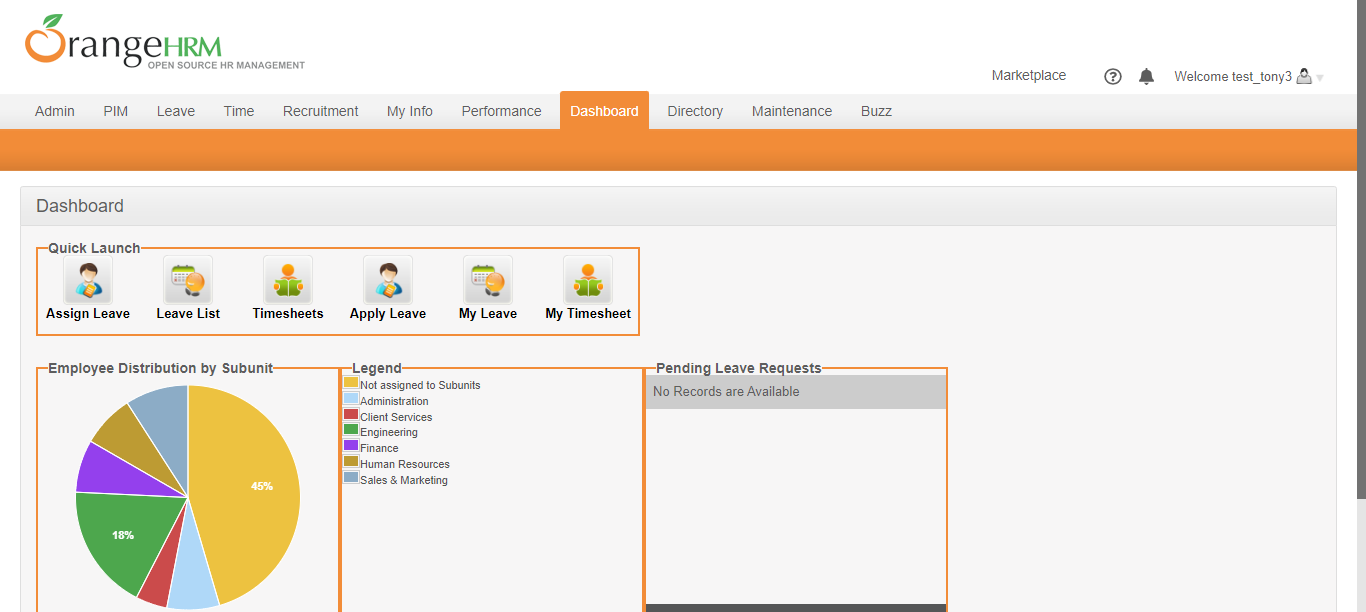 OrangeHRM
OPEN SOURCE HR MANAGEMENT
Marketplace
? Welcome test_tony3
Admin PIM Leave Time Recruitment My Info Performance Dashboard Directory Maintenance Buzz
Dashboard
Quick Launch
Assign Leave Leave List Timesheets Apply Leave My Leave My Timesheet
Employee Distribution by Subunit
45%
18%
Legend
Not assigned to Subunits
Administration
Client Services
Engineering
Finance
Human Resources
Sales & Marketing
Pending Leave Requests
No Records are Available